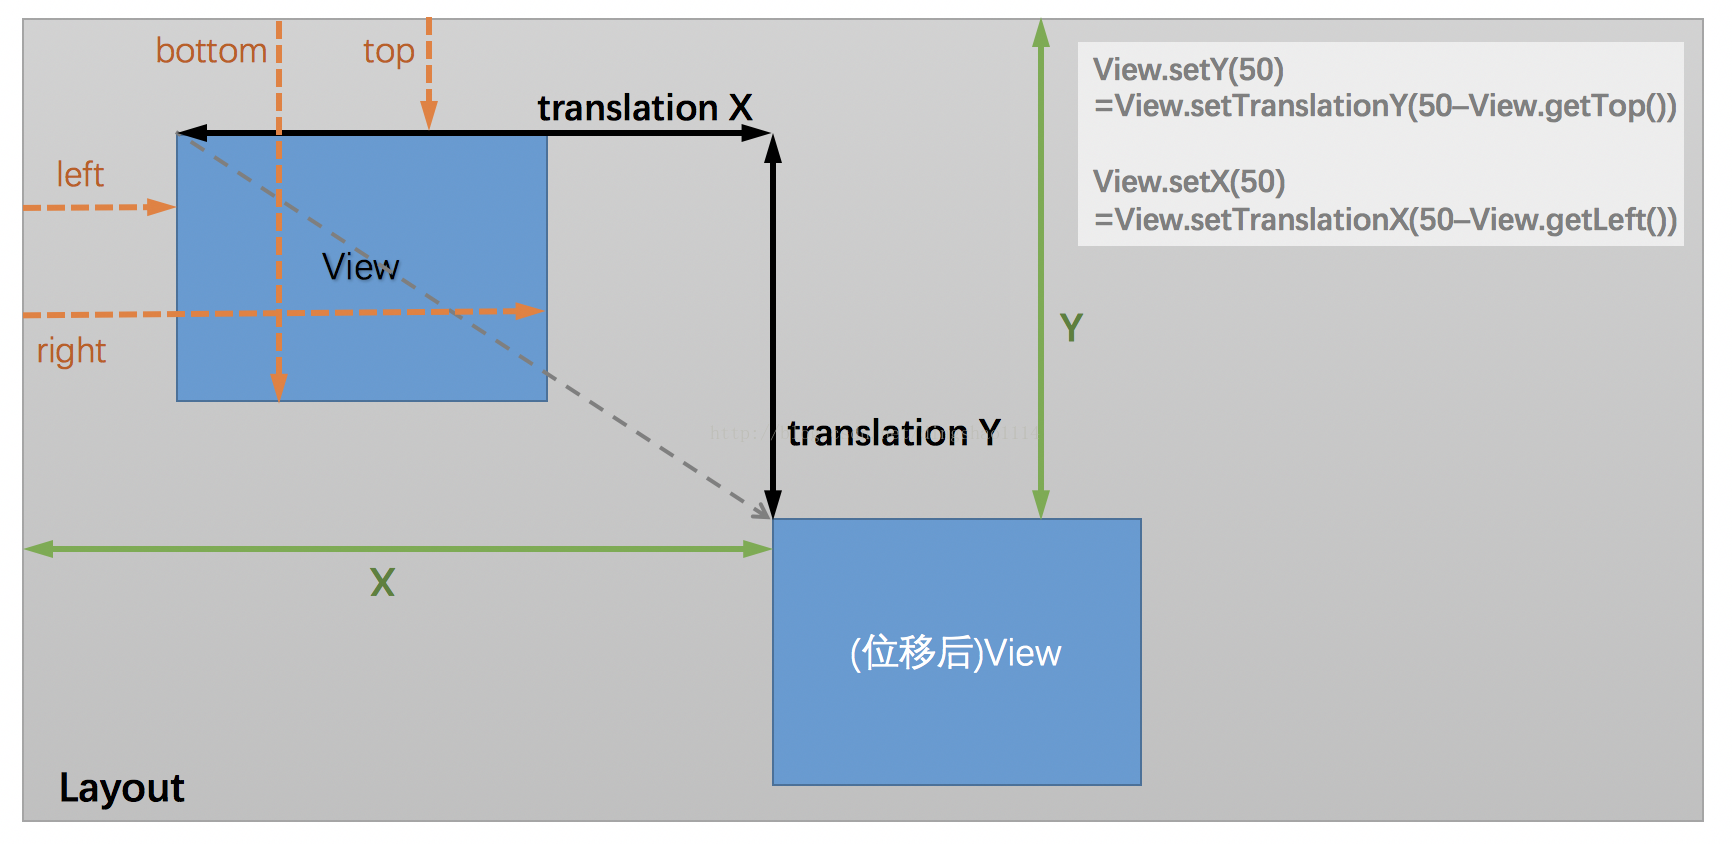 bottom
top
View.setY(50)
=View.setTranslationY(50–View.getTop())
translation X
left
View.setX(50)
=View.setTranslationX(50–View.getLeft())
View
right
Y
translation Y
X
(位移后)View
Layout